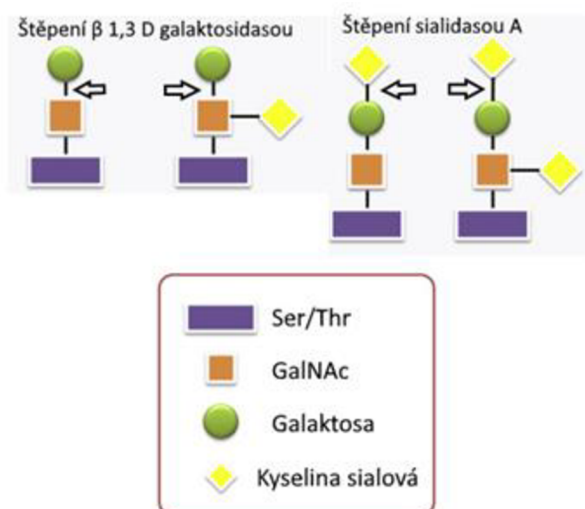 Štěpení β 1,3 D galaktosidasou
Štěpení sialidasou A
Ser/Thr
GalNAc
Galaktosa
Kyselina sialová